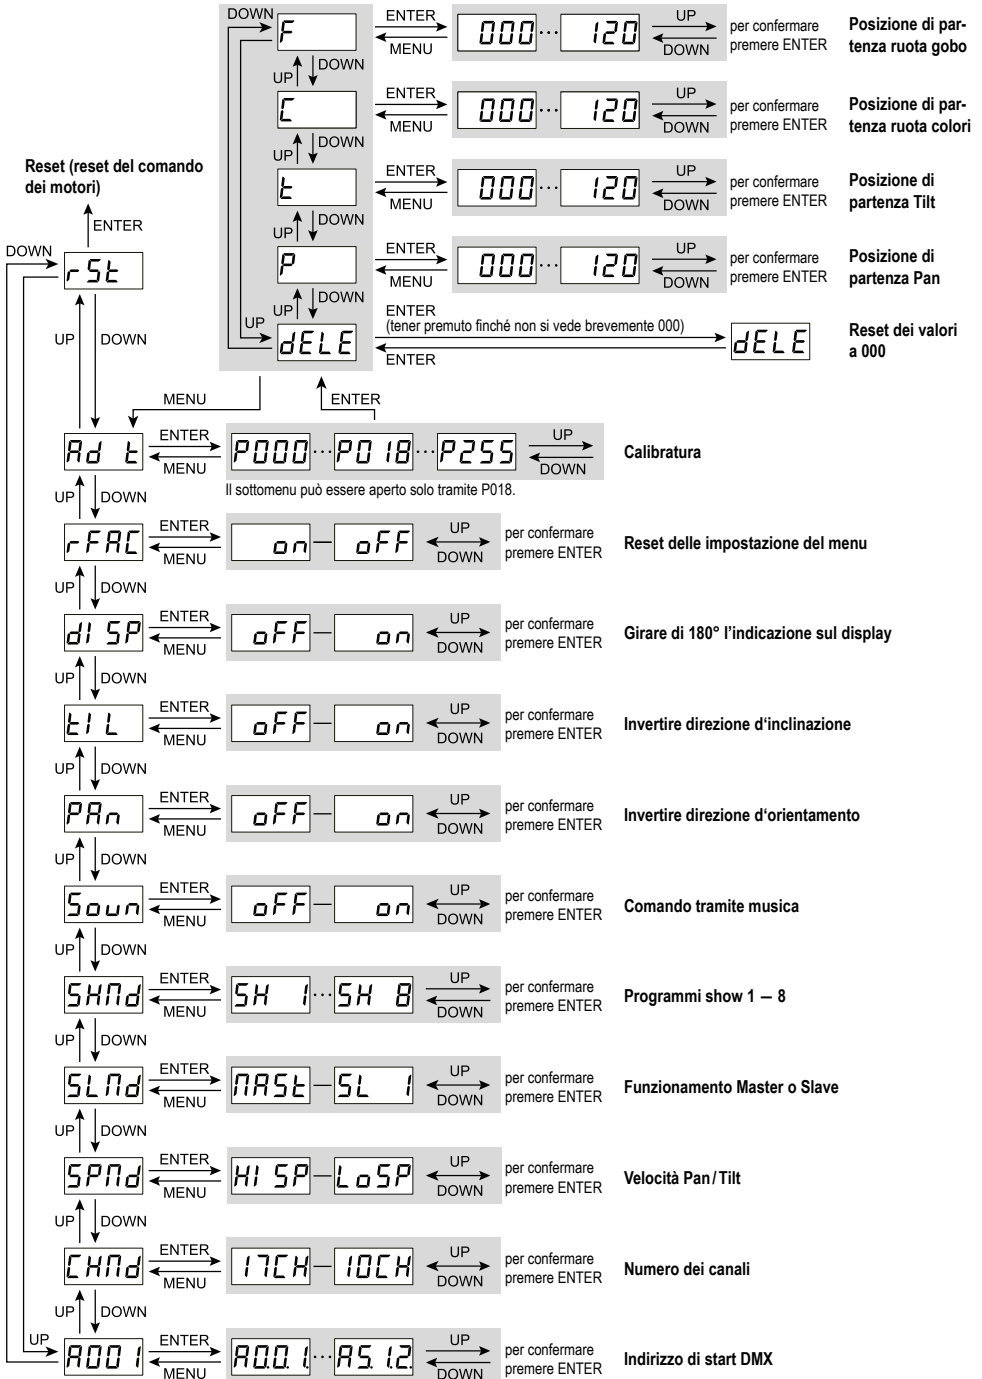 DOWN
F
ENTER
MENU
000 ... 120
UP
DOWN
per confermare
premere ENTER
Posizione di par-
tenza ruota gobo
UP
DOWN
C
ENTER
MENU
000 ... 120
UP
DOWN
per confermare
premere ENTER
Posizione di par-
tenza ruota colori
UP
DOWN
Reset (reset del comando
dei motori)
t
ENTER
MENU
000 ... 120
UP
DOWN
per confermare
premere ENTER
Posizione di
partenza Tilt
ENTER
UP
DOWN
DOWN
rSt
P
ENTER
MENU
000 ... 120
UP
DOWN
per confermare
premere ENTER
Posizione di
partenza Pan
UP
DOWN
UP
DOWN
UP
dELE
ENTER
(tener premuto finché non si vede brevemente 000)
ENTER
dELE
Reset dei valori
a 000
MENU
ENTER
Ad t
ENTER
MENU
P000 ... P018 ... P255
UP
DOWN
Calibratura
Il sottomenu può essere aperto solo tramite P018.
UP
DOWN
rFAC
ENTER
MENU
on — oFF
UP
DOWN
per confermare
premere ENTER
Reset delle impostazione del menu
UP
DOWN
dISP
ENTER
MENU
oFF — on
UP
DOWN
per confermare
premere ENTER
Girare di 180° l’indicazione sul display
UP
DOWN
tIL
ENTER
MENU
oFF — on
UP
DOWN
per confermare
premere ENTER
Invertire direzione d‘inclinazione
UP
DOWN
PAn
ENTER
MENU
oFF — on
UP
DOWN
per confermare
premere ENTER
Invertire direzione d‘orientamento
UP
DOWN
Soun
ENTER
MENU
oFF — on
UP
DOWN
per confermare
premere ENTER
Comando tramite musica
UP
DOWN
SHMd
ENTER
MENU
SH 1 ... SH 8
UP
DOWN
per confermare
premere ENTER
Programmi show 1 – 8
UP
DOWN
SLMd
ENTER
MENU
MASt — SL 1
UP
DOWN
per confermare
premere ENTER
Funzionamento Master o Slave
UP
DOWN
SPMd
ENTER
MENU
HISP — LoSP
UP
DOWN
per confermare
premere ENTER
Velocità Pan / Tilt
UP
DOWN
CHMd
ENTER
MENU
17CH — 10CH
UP
DOWN
per confermare
premere ENTER
Numero dei canali
UP
DOWN
UP
A001
ENTER
MENU
A0.0.1. ... A5.1.2.
UP
DOWN
per confermare
premere ENTER
Indirizzo di start DMX